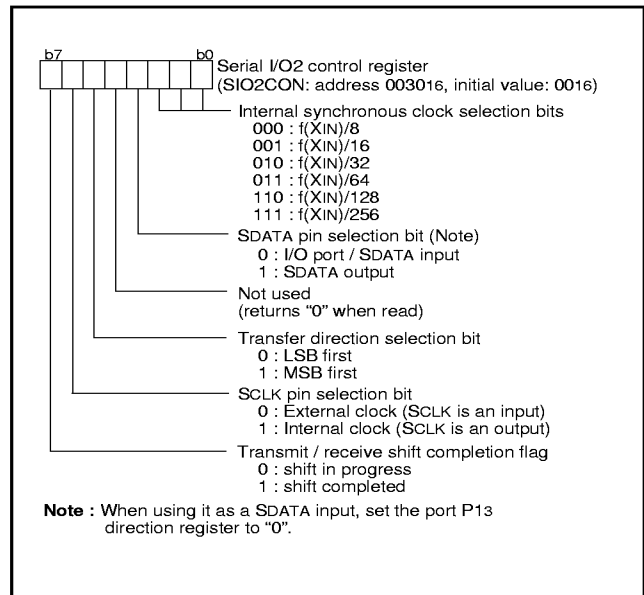 b7 b0
Serial I/O2 control register
(SIO2CON: address 003016, initial value: 0016)
Internal synchronous clock selection bits
000 : f(XIN)/8
001 : f(XIN)/16
010 : f(XIN)/32
011 : f(XIN)/64
110 : f(XIN)/128
111 : f(XIN)/256
SDATA pin selection bit (Note)
0 : I/O port / SDATA input
1 : SDATA output
Not used
(returns “0” when read)
Transfer direction selection bit
0 : LSB first
1 : MSB first
SCLK pin selection bit
0 : External clock (SCLK is an input)
1 : Internal clock (SCLK is an output)
Transmit / receive shift completion flag
0 : shift in progress
1 : shift completed
Note : When using it as a SDATA input, set the port P13
direction register to “0”.